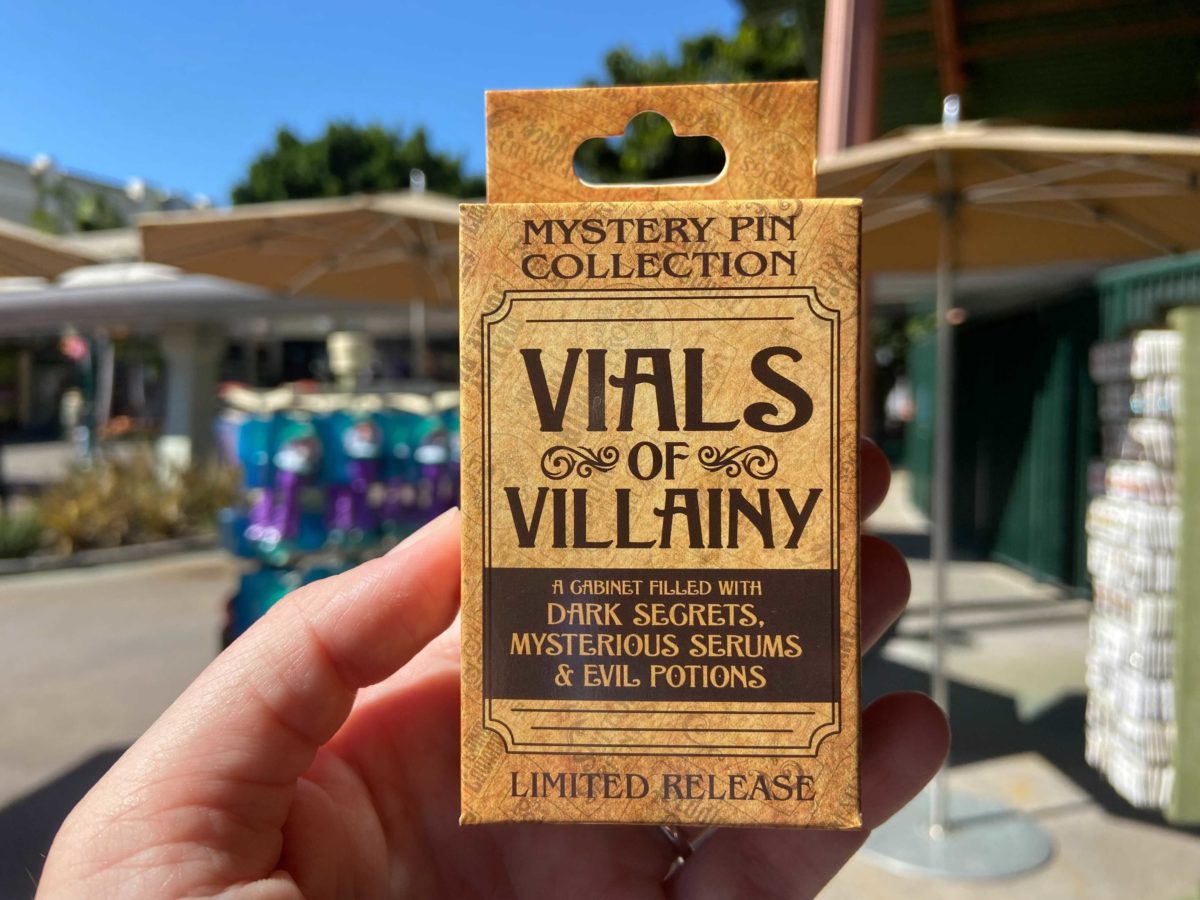 MYSTERY PIN
COLLECTION
VIALS
OF
VILLAINY
A CABINET FILLED WITH
DARK SECRETS,
MYSTERIOUS SERUMS
& EVIL POTIONS
LIMITED RELEASE